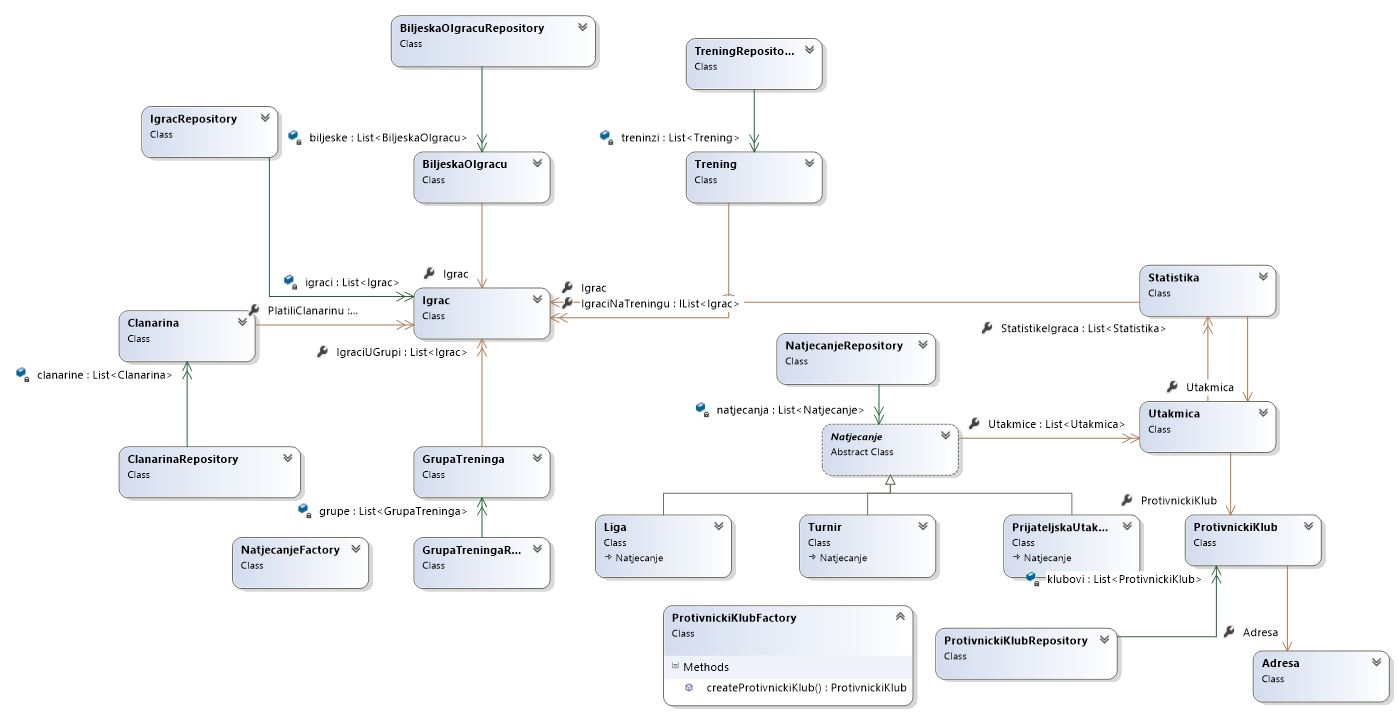 BiljeskaOIgracuRepository
Class
TreningReposito...
Class
IgracRepository
Class
biljeske : List<BiljeskaOIgracu>
treninzi : List<Trening>
BiljeskaOIgracu
Class
Trening
Class
Igrac
igraci : List<Igrac>
Igrac
IgraciNaTreningu : IList<Igrac>
Statistika
Class
Igrac
Class
PlatiliClanarinu :...
Clanarina
Class
StatistikeIgraca : List<Statistika>
IgraciUGrupi : List<Igrac>
NatjecanjeRepository
Class
clanarine : List<Clanarina>
Utakmica
natjecanja : List<Natjecanje>
Utakmice : List<Utakmica>
Utakmica
Class
Natjecanje
Abstract Class
ClanarinaRepository
Class
GrupaTreninga
Class
ProtivnickiKlub
grupe : List<GrupaTreninga>
Liga
Class
Natjecanje
Turnir
Class
Natjecanje
PrijateljskaUtak...
Class
Natjecanje
ProtivnickiKlub
Class
NatjecanjeFactory
Class
GrupaTreningaR...
Class
klubovi : List<ProtivnickiKlub>
ProtivnickiKlubFactory
Class
Methods
createProtivnickiKlub() : ProtivnickiKlub
ProtivnickiKlubRepository
Class
Adresa
Adresa
Class